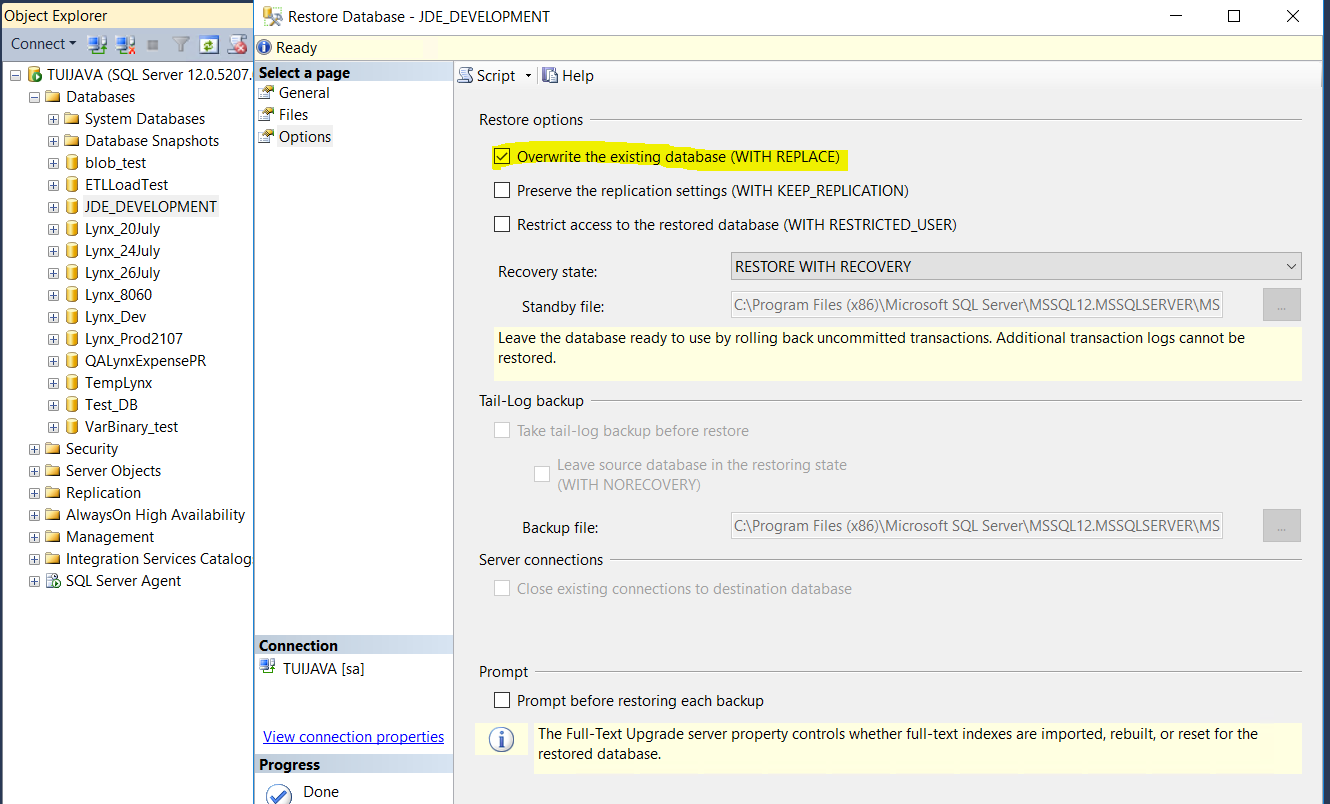 Object Explorer
Connect
TUIJAVA (SQL Server 12.0.5207.
Databases
System Databases
Database Snapshots
blob_test
ETLLoadTest
JDE_DEVELOPMENT
Lynx_20July
Lynx_24July
Lynx_26July
Lynx_8060
Lynx_Dev
Lynx_Prod2107
QALynxExpensePR
TempLynx
Test_DB
VarBinary_test
Security
Server Objects
Replication
AlwaysOn High Availability
Management
Integration Services Catalog
SQL Server Agent
Restore Database - JDE_DEVELOPMENT
Ready
Select a page
General
Files
Options
Connection
TUIJAVA [sa]
View connection properties
Progress
Done
Script
Help
Restore options
Overwrite the existing database (WITH REPLACE)
Preserve the replication settings (WITH KEEP_REPLICATION)
Restrict access to the restored database (WITH RESTRICTED_USER)
Recovery state:
RESTORE WITH RECOVERY
Standby file:
C:\Program Files (x86)\Microsoft SQL Server\MSSQL12.MSSQLSERVER\MS
...
Leave the database ready to use by rolling back uncommitted transactions. Additional transaction logs cannot be
restored.
Tail-Log backup
Take tail-log backup before restore
Leave source database in the restoring state
(WITH NORECOVERY)
Backup file:
C:\Program Files (x86)\Microsoft SQL Server\MSSQL12.MSSQLSERVER\MS
...
Server connections
Close existing connections to destination database
Prompt
Prompt before restoring each backup
The Full-Text Upgrade server property controls whether full-text indexes are imported, rebuilt, or reset for the
restored database.